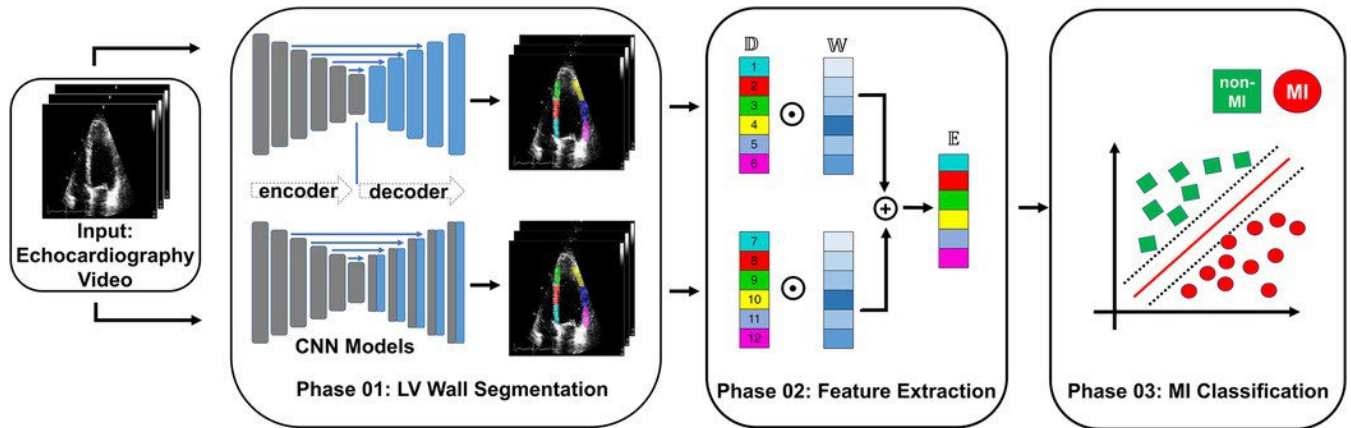 Input:
Echocardiography
Video
encoder
decoder
CNN Models
Phase 01: LV Wall Segmentation
𝔻
𝕎
1
2
3
4
5
6
7
8
9
10
11
12
𝔼
Phase 02: Feature Extraction
non-
MI
MI
Phase 03: MI Classification